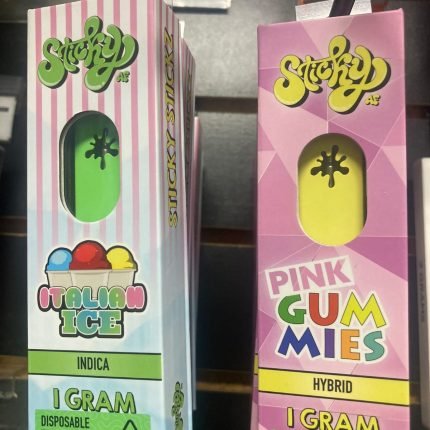 Sticky
AF
STICKY STICKZ
ITALIAN
ICE
INDICA
1 GRAM
DISPOSABLE
Sticky
AF
PINK
GUM
MIES
HYBRID
1 GRAM